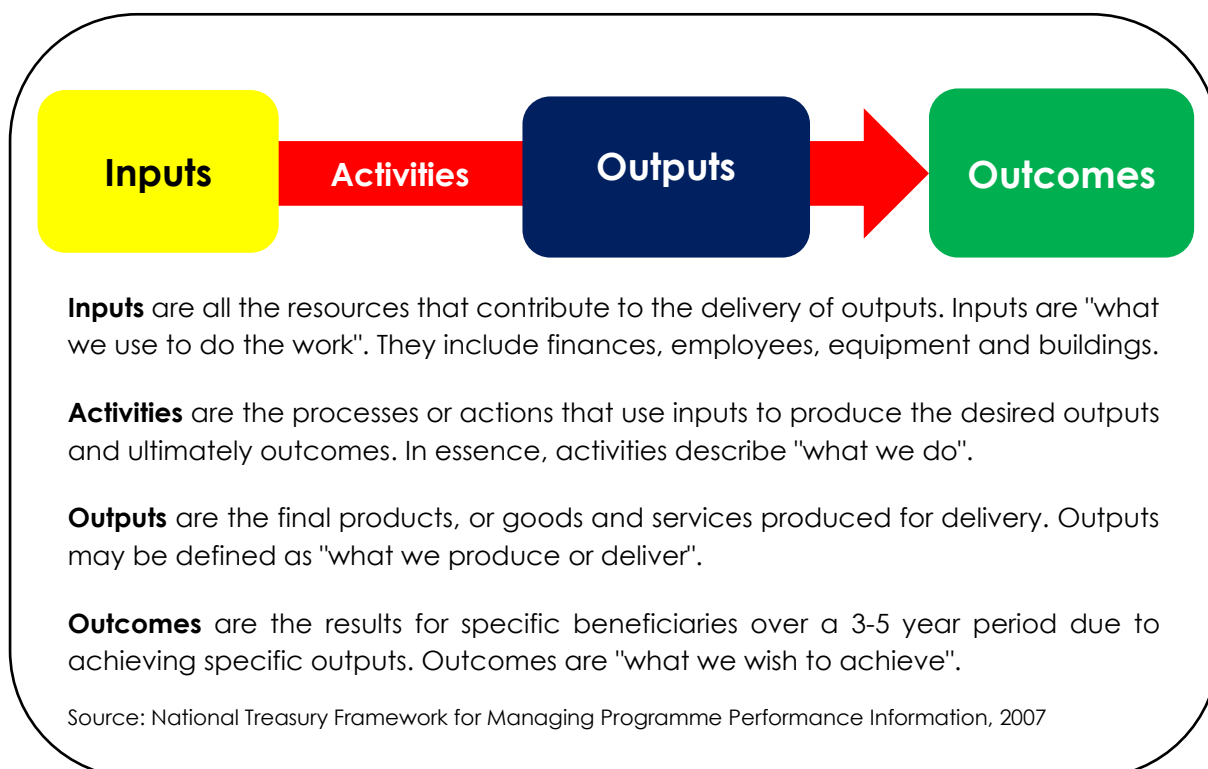 Inputs
Activities
Outputs
Outcomes
Inputs are all the resources that contribute to the delivery of outputs. Inputs are "what
we use to do the work". They include finances, employees, equipment and buildings.
Activities are the processes or actions that use inputs to produce the desired outputs
and ultimately outcomes. In essence, activities describe "what we do".
Outputs are the final products, or goods and services produced for delivery. Outputs
may be defined as "what we produce or deliver".
Outcomes are the results for specific beneficiaries over a 3-5 year period due to
achieving specific outputs. Outcomes are "what we wish to achieve".
Source: National Treasury Framework for Managing Programme Performance Information, 2007